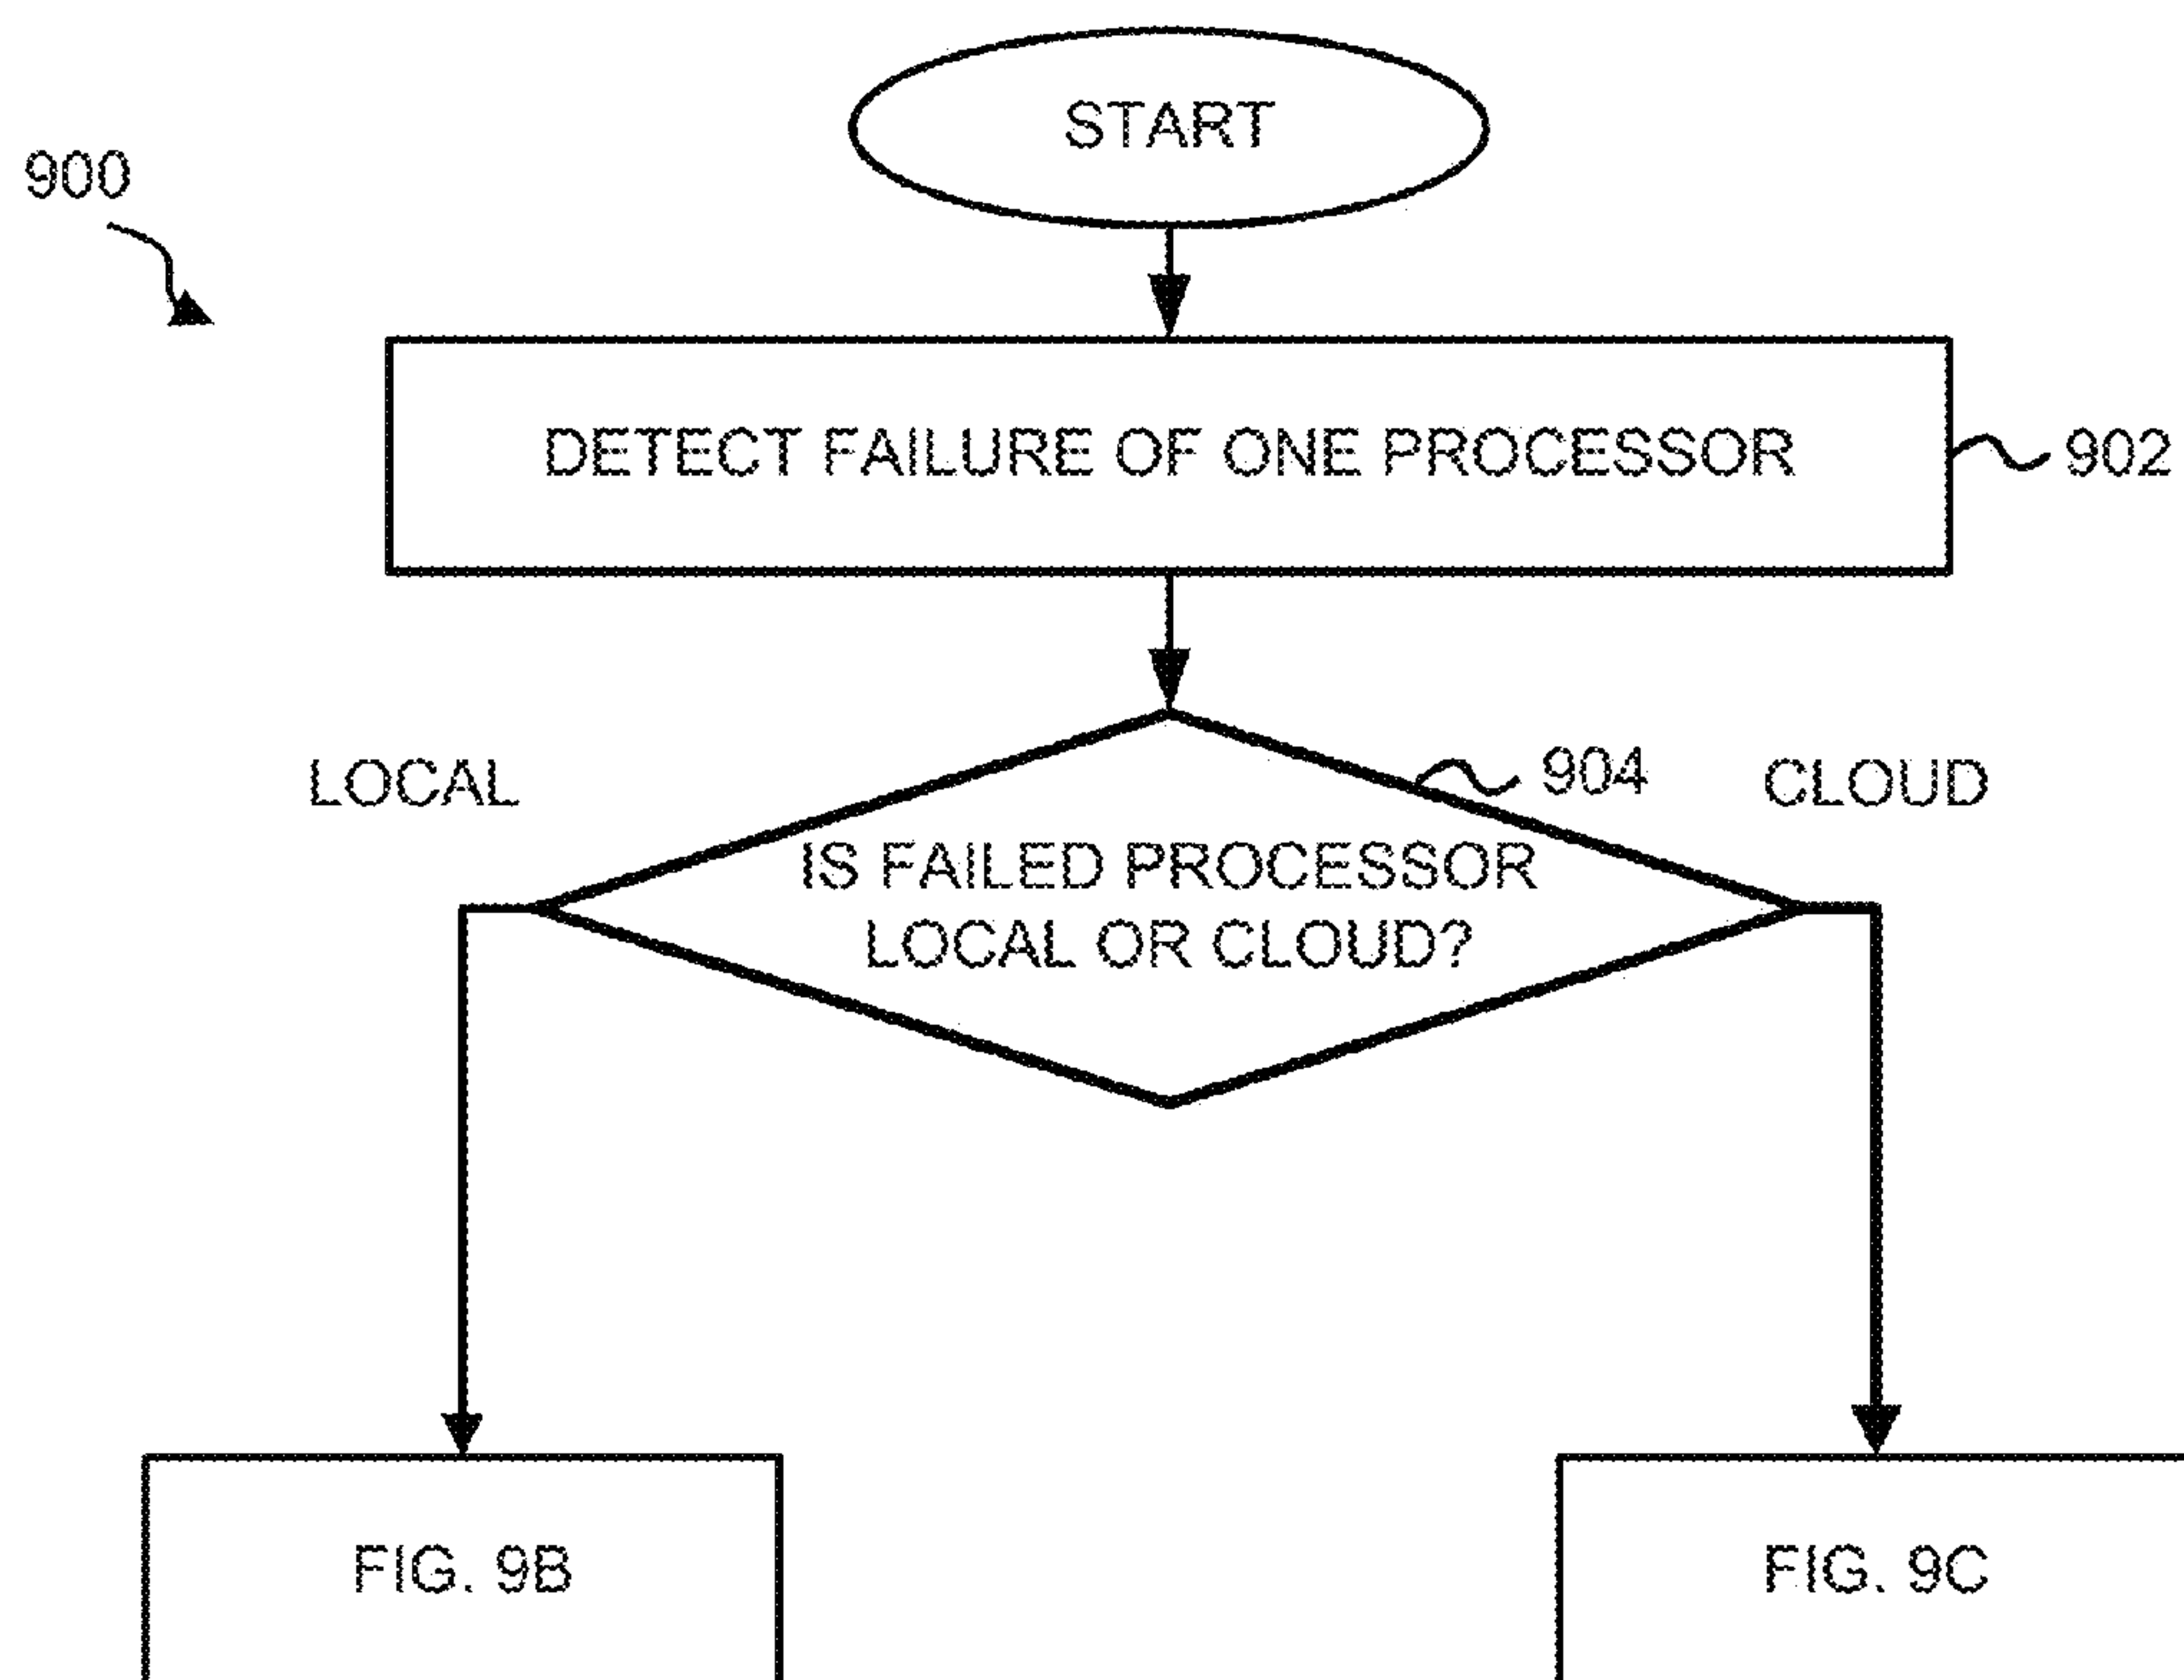 START
900
DETECT FAILURE OF ONE PROCESSOR
902
LOCAL
904
CLOUD
IS FAILED PROCESSOR
LOCAL OR CLOUD?
FIG. 9B
FIG. 9C